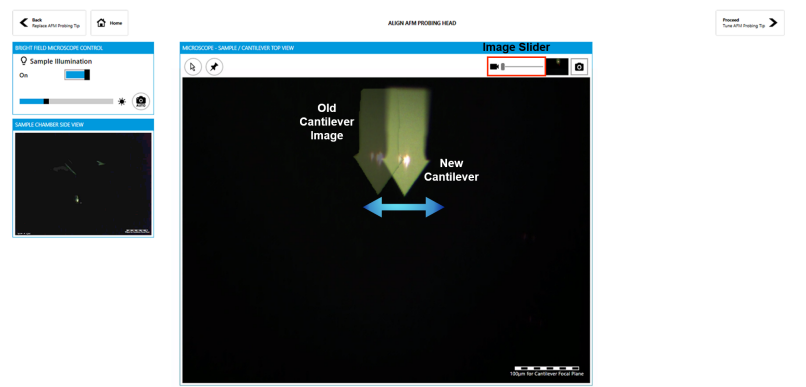 Back
Replace AFM Probing Tip
Home
ALIGN AFM PROBING HEAD
Proceed
Tune AFM Probing Tip
BRIGHT FIELD MICROSCOPE CONTROL
Sample Illumination
On
AUTO
SAMPLE CHAMBER SIDE VIEW
MICROSCOPE - SAMPLE / CANTILEVER TOP VIEW
Image Slider
Old
Cantilever
Image
New
Cantilever
100µm for Cantilever Focal Plane